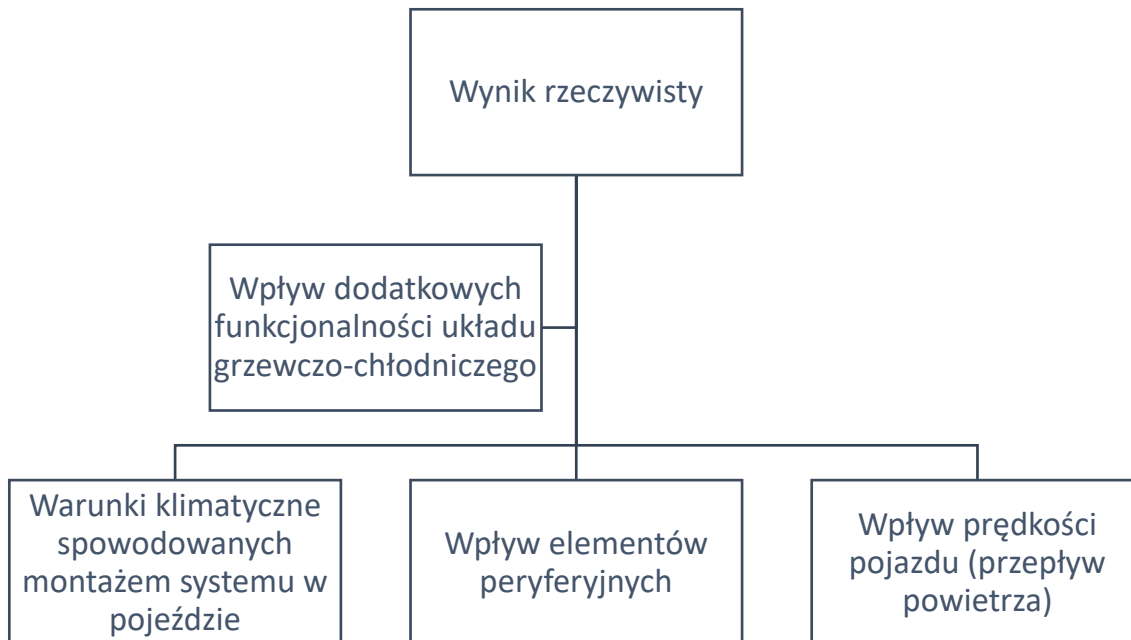 Wynik rzeczywisty
Wpływ dodatkowych
funkcjonalności układu
grzewczo-chłodniczego
Warunki klimatyczne
spowodowanych
montażem systemu w
pojeździe
Wpływ elementów
peryferyjnych
Wpływ prędkości
pojazdu (przepływ
powietrza)